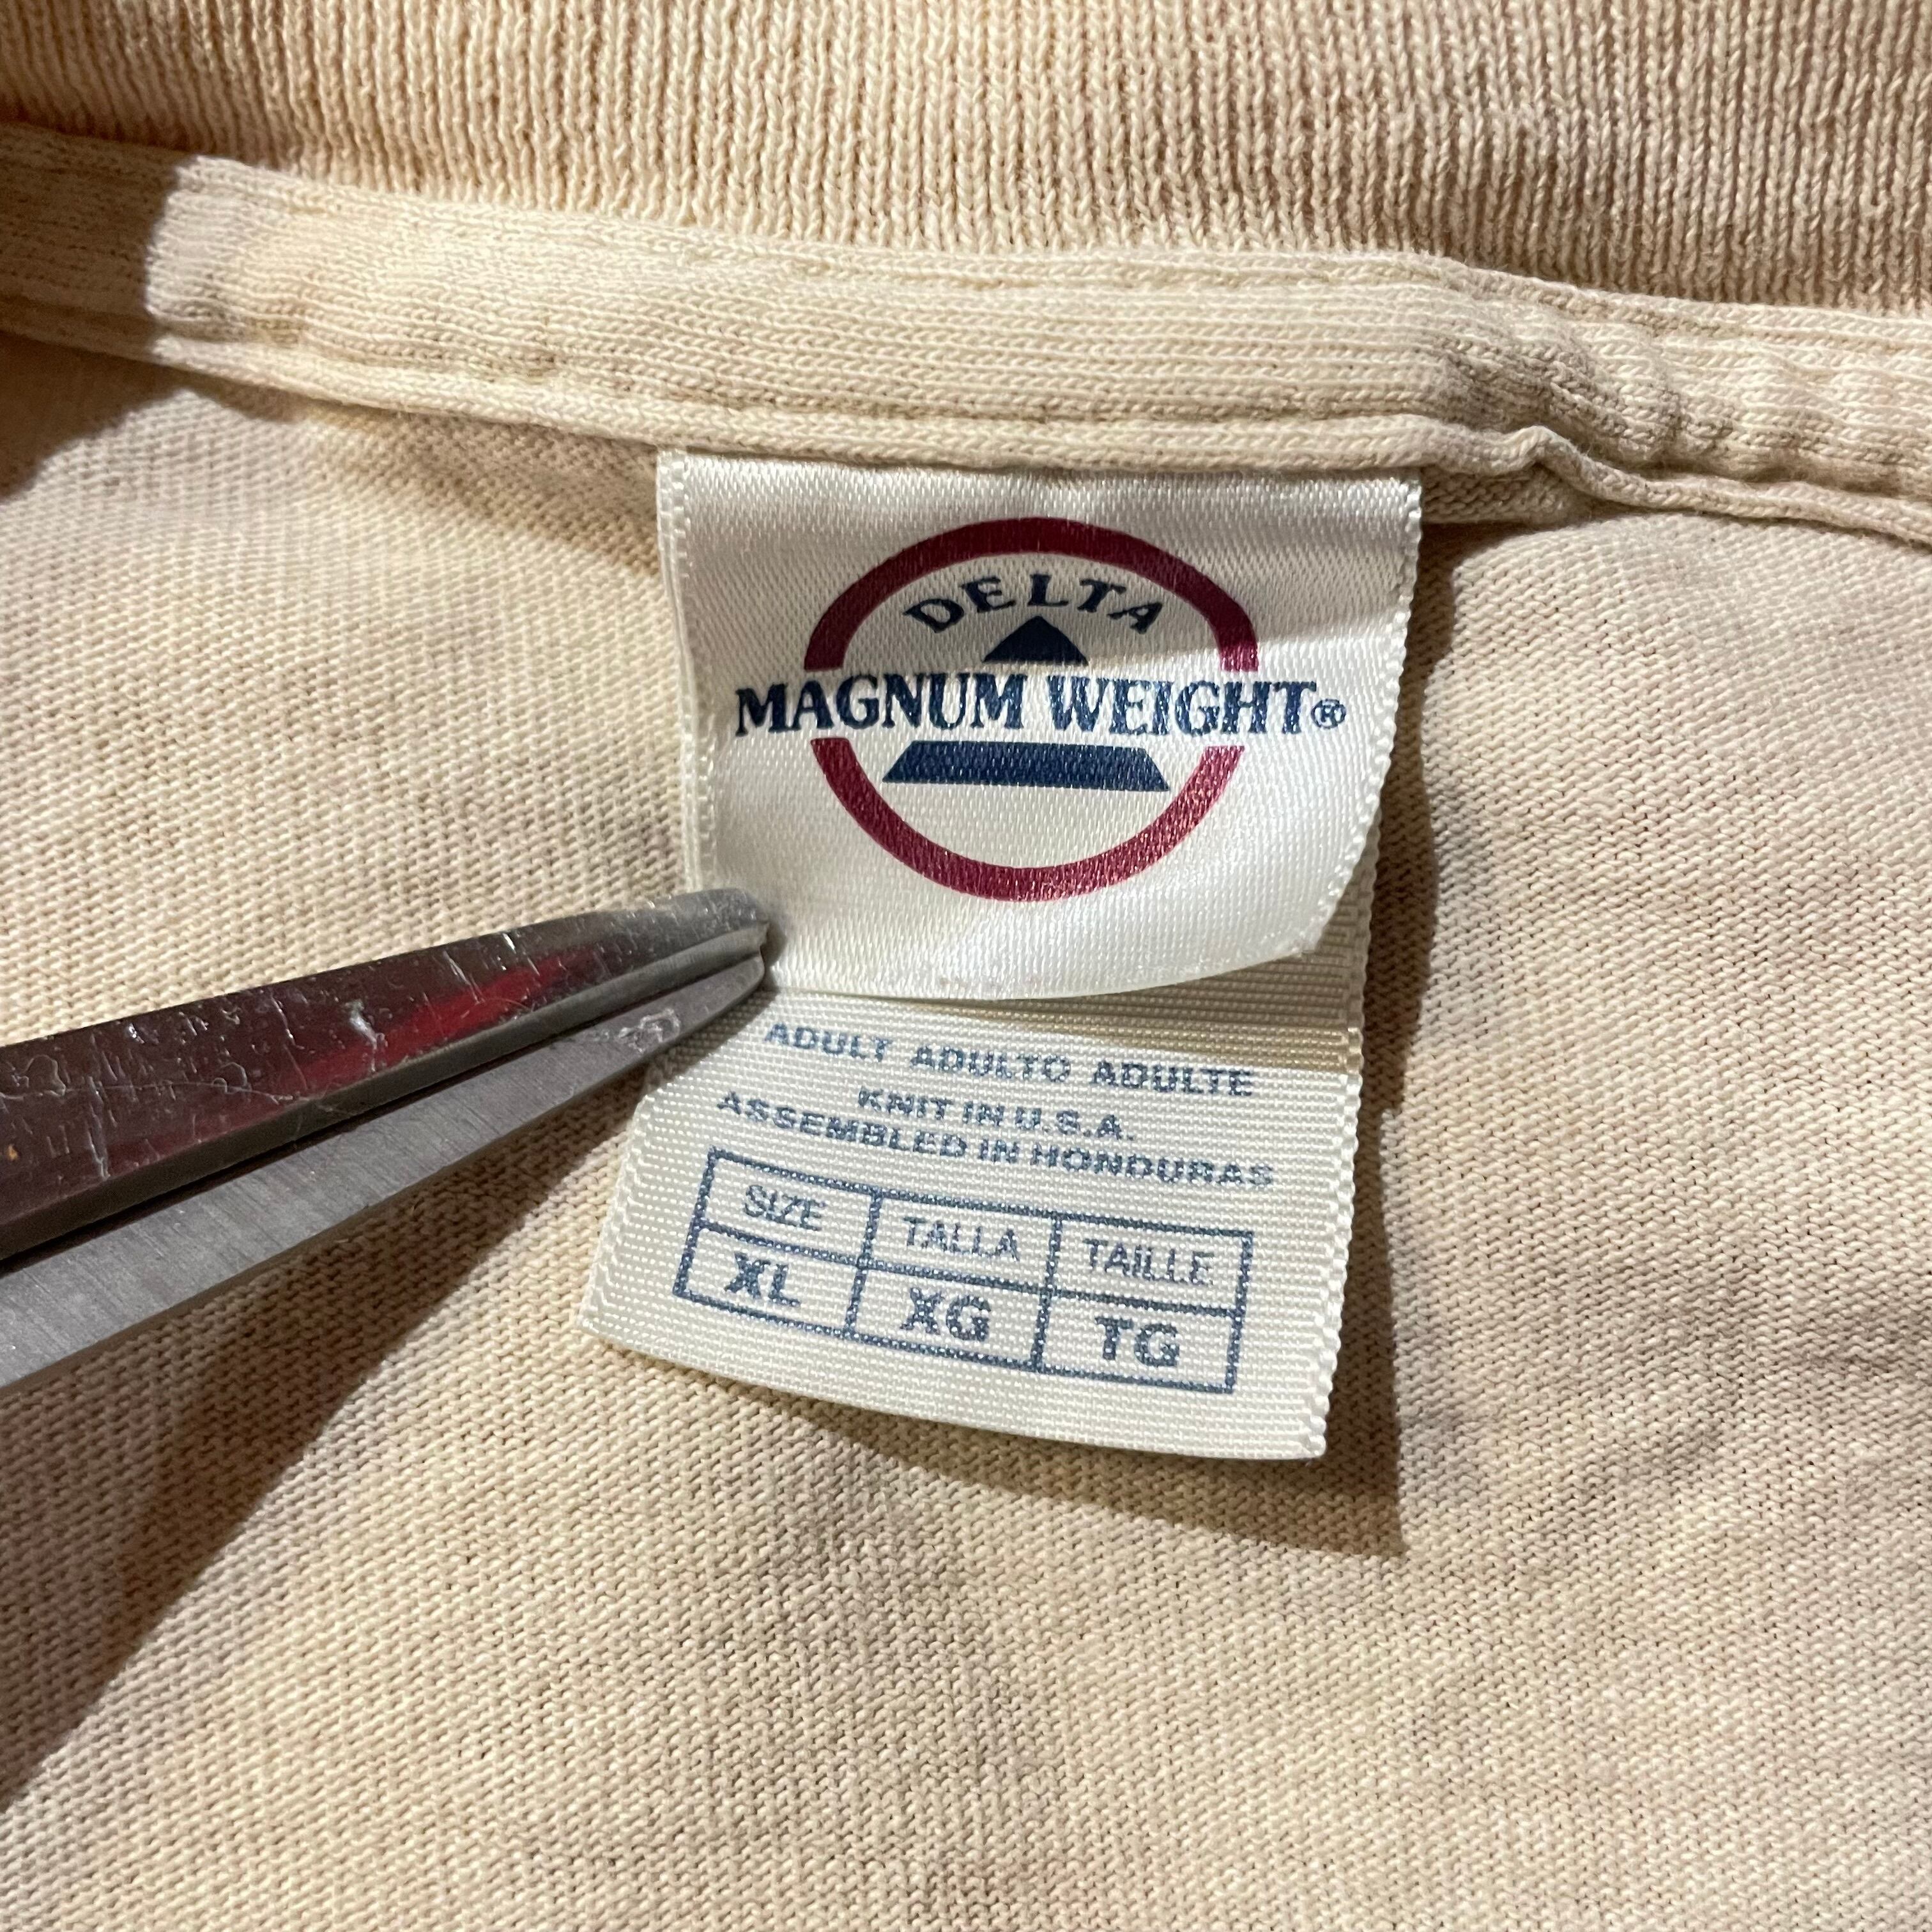 DELTA
MAGNUM WEIGHT®
ADULT ADULTO ADULTE
KNIT IN U.S.A.
ASSEMBLED IN HONDURAS
SIZE TALLA TAILLE
XL XG TG